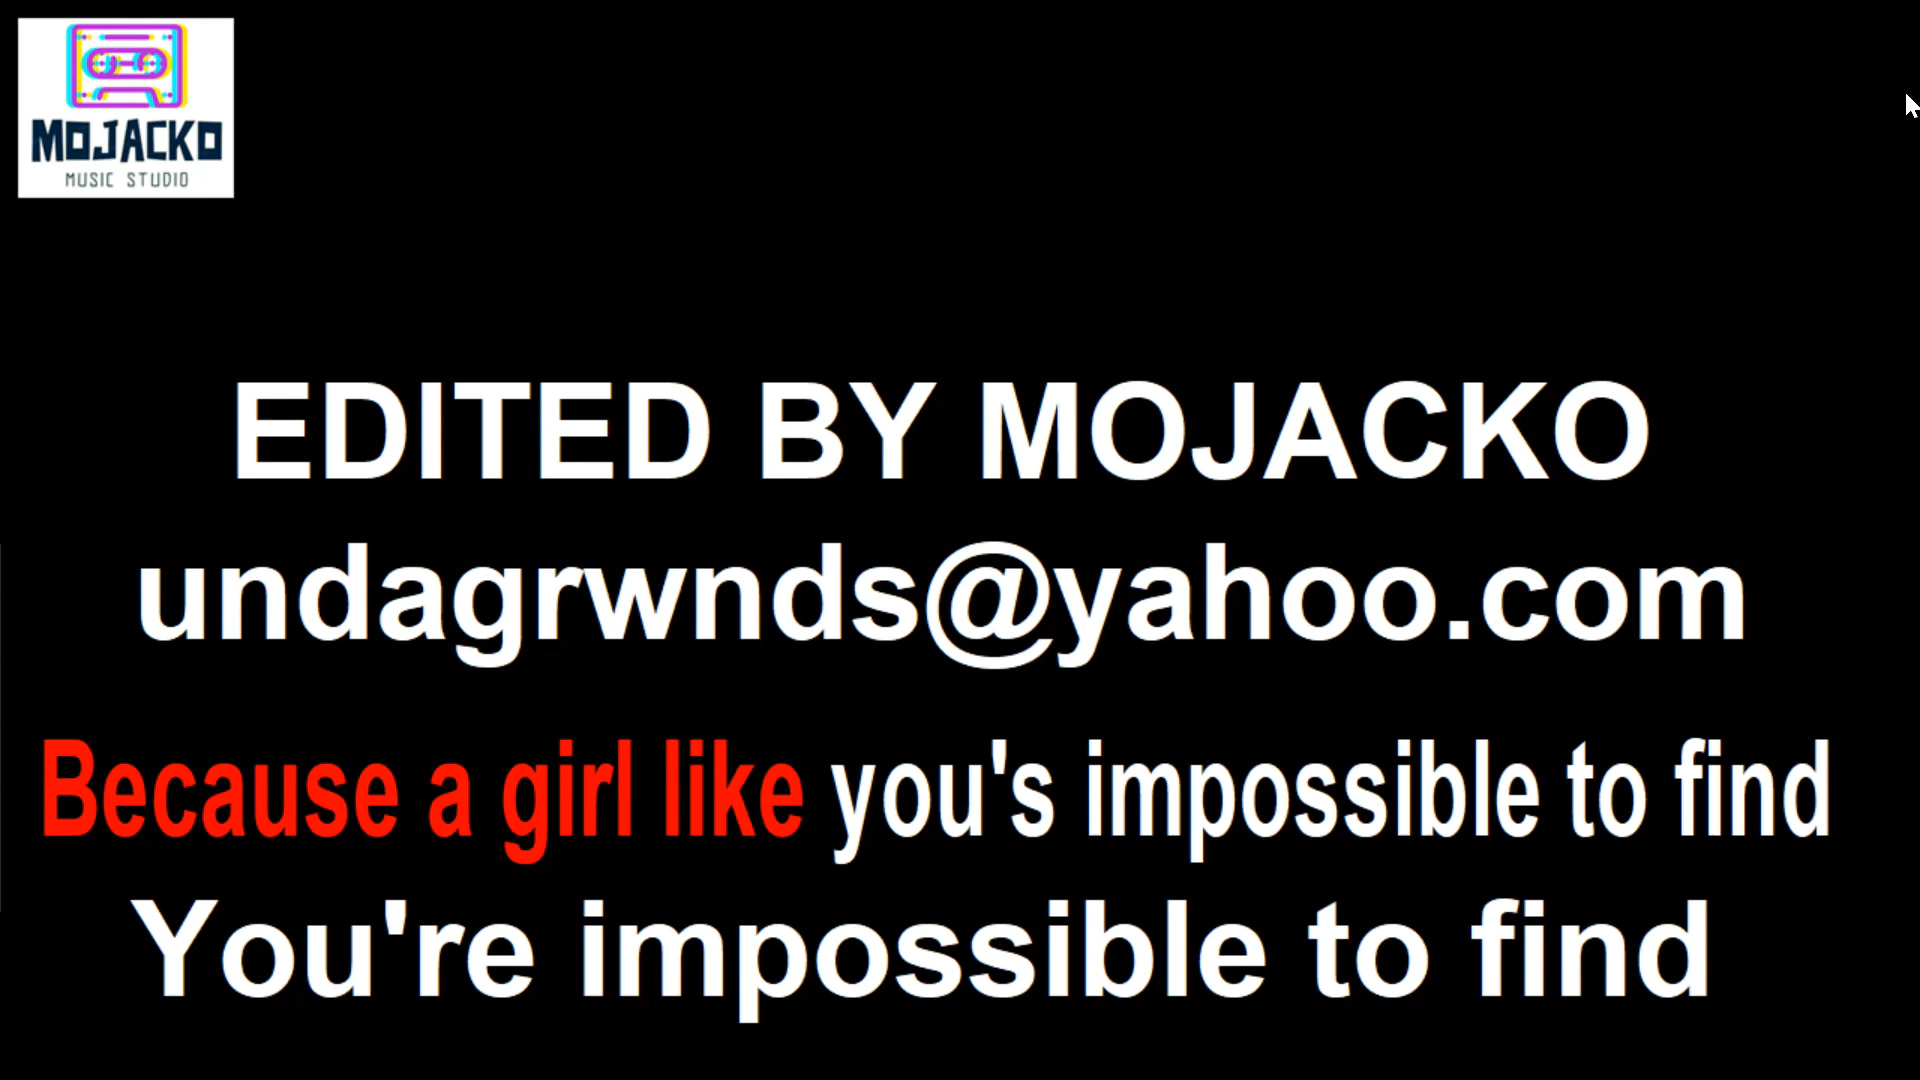 MOJACKO
MUSIC STUDIO
EDITED BY MOJACKO
undagrwnds@yahoo.com
Because a girl like you's impossible to find
You're impossible to find